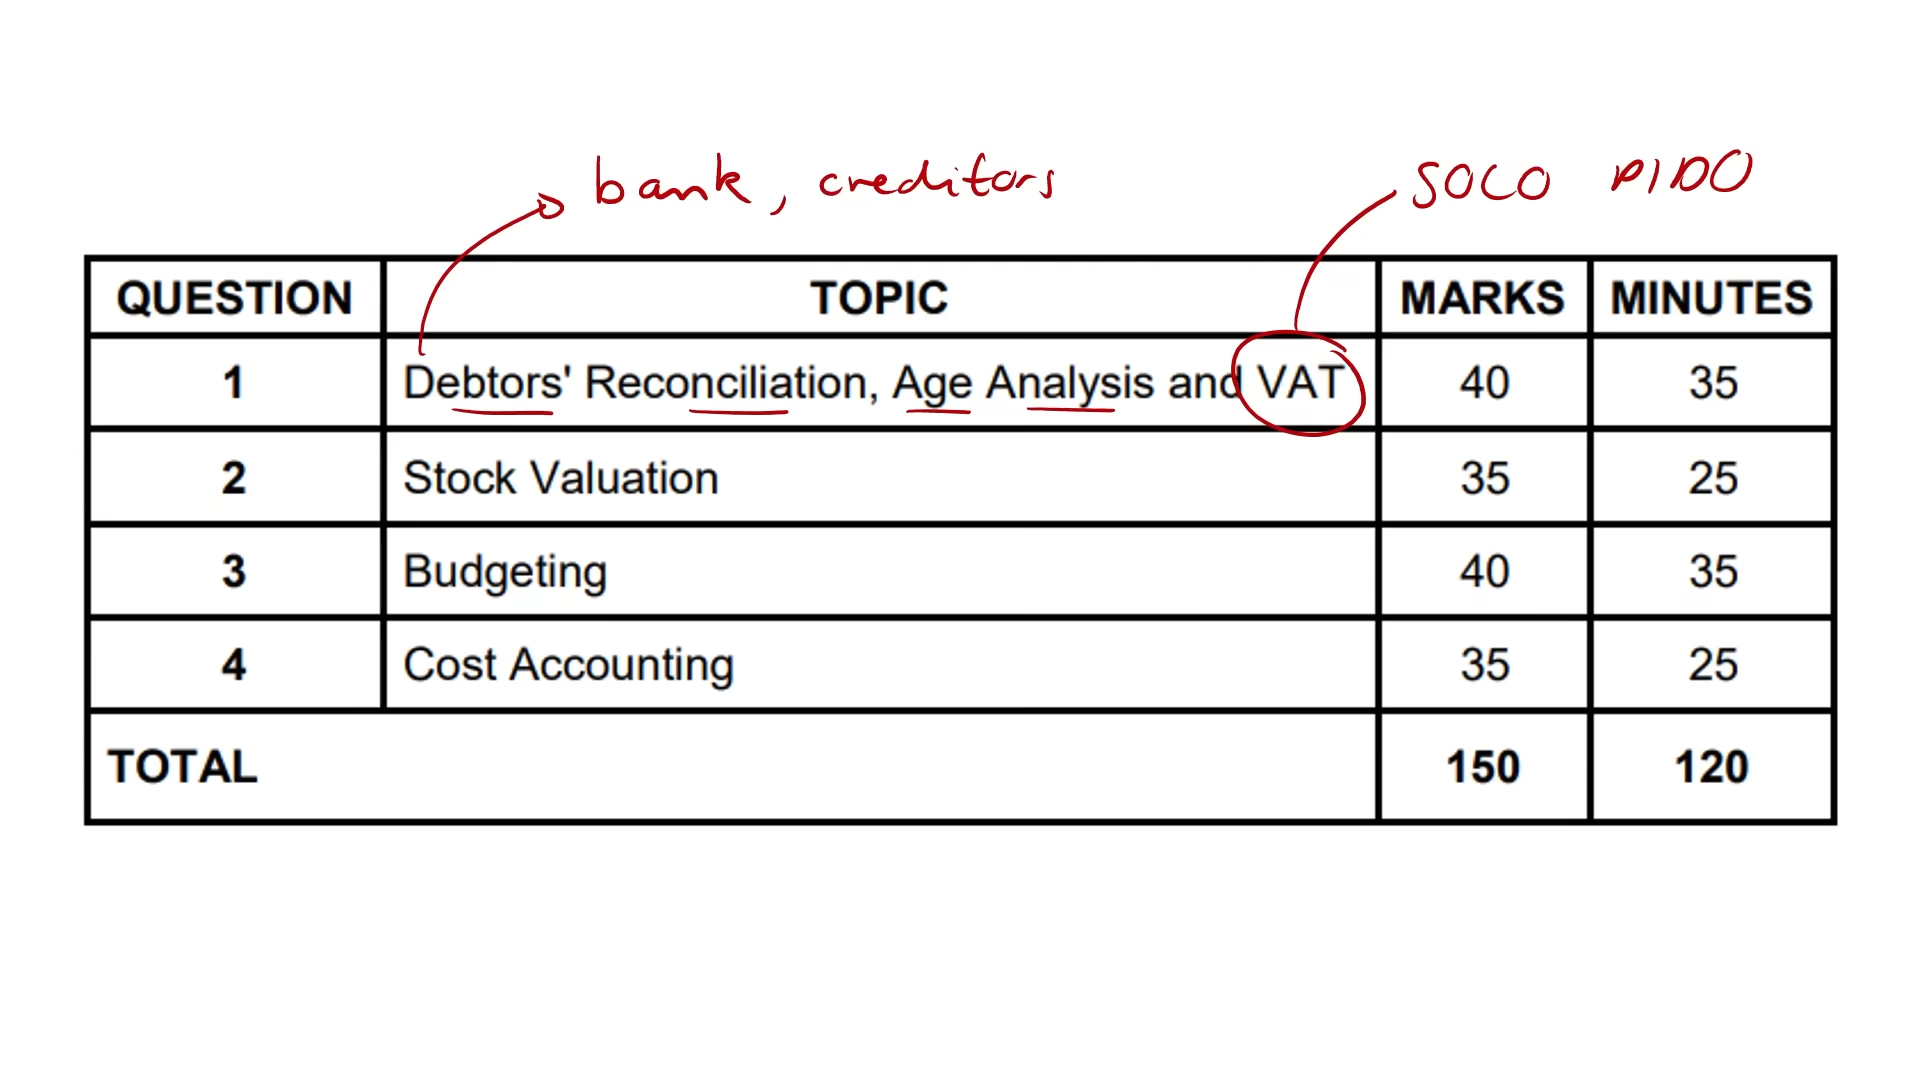 bank, creditors
SOCO PIDO
QUESTION TOPIC MARKS MINUTES
1 Debtors' Reconciliation, Age Analysis and VAT 40 35
2 Stock Valuation 35 25
3 Budgeting 40 35
4 Cost Accounting 35 25
TOTAL 150 120